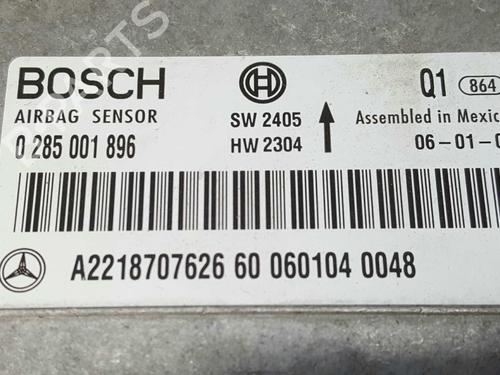 BOSCH
Q1 864
AIRBAG SENSOR
SW 2405
Assembled in Mexic
0 285 001 896
HW 2304
06-01-0
A2218707626 60 060104 0048